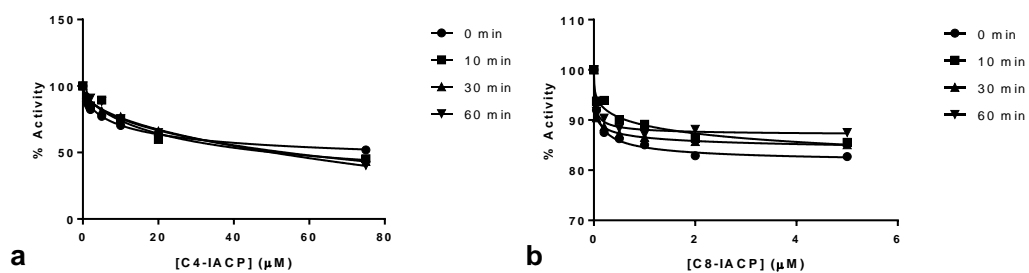 150
100
50
0
% Activity
0 20 40 60 80
[C4-IACP] (μM)
0 min
10 min
30 min
60 min
a
110
100
90
80
70
% Activity
0 2 4 6
[C8-IACP] (μM)
0 min
10 min
30 min
60 min
b